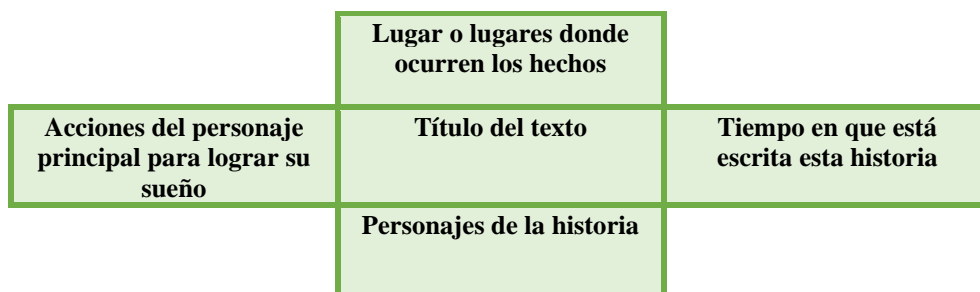 Lugar o lugares donde
ocurren los hechos
Acciones del personaje
principal para lograr su
sueño
Título del texto
Tiempo en que está
escrita esta historia
Personajes de la historia